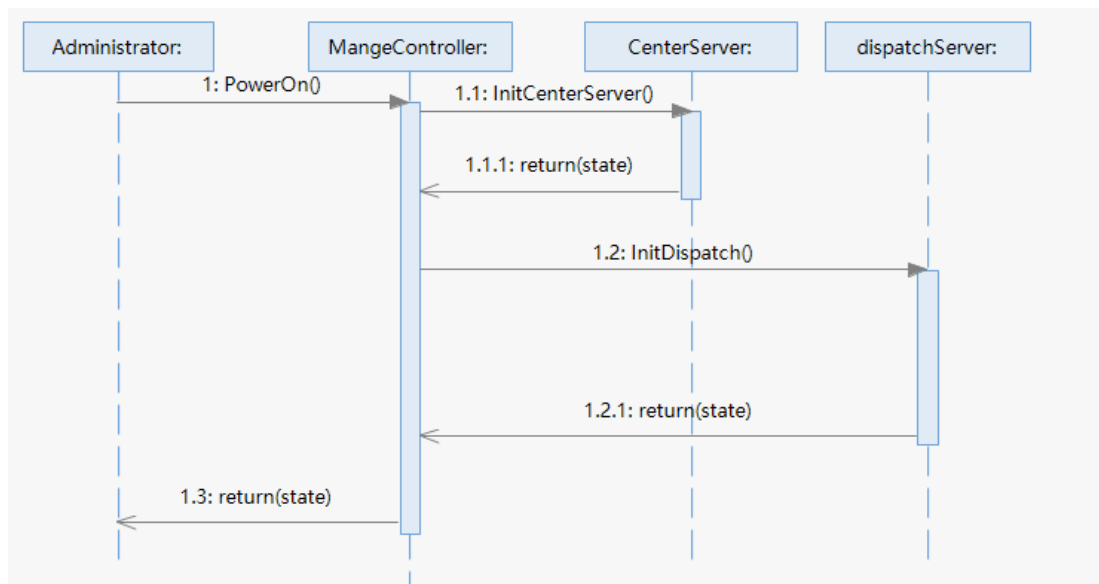 Administrator:
MangeController:
CenterServer:
dispatchServer:
1: PowerOn()
1.1: InitCenterServer()
1.1.1: return(state)
1.2: InitDispatch()
1.2.1: return(state)
1.3: return(state)